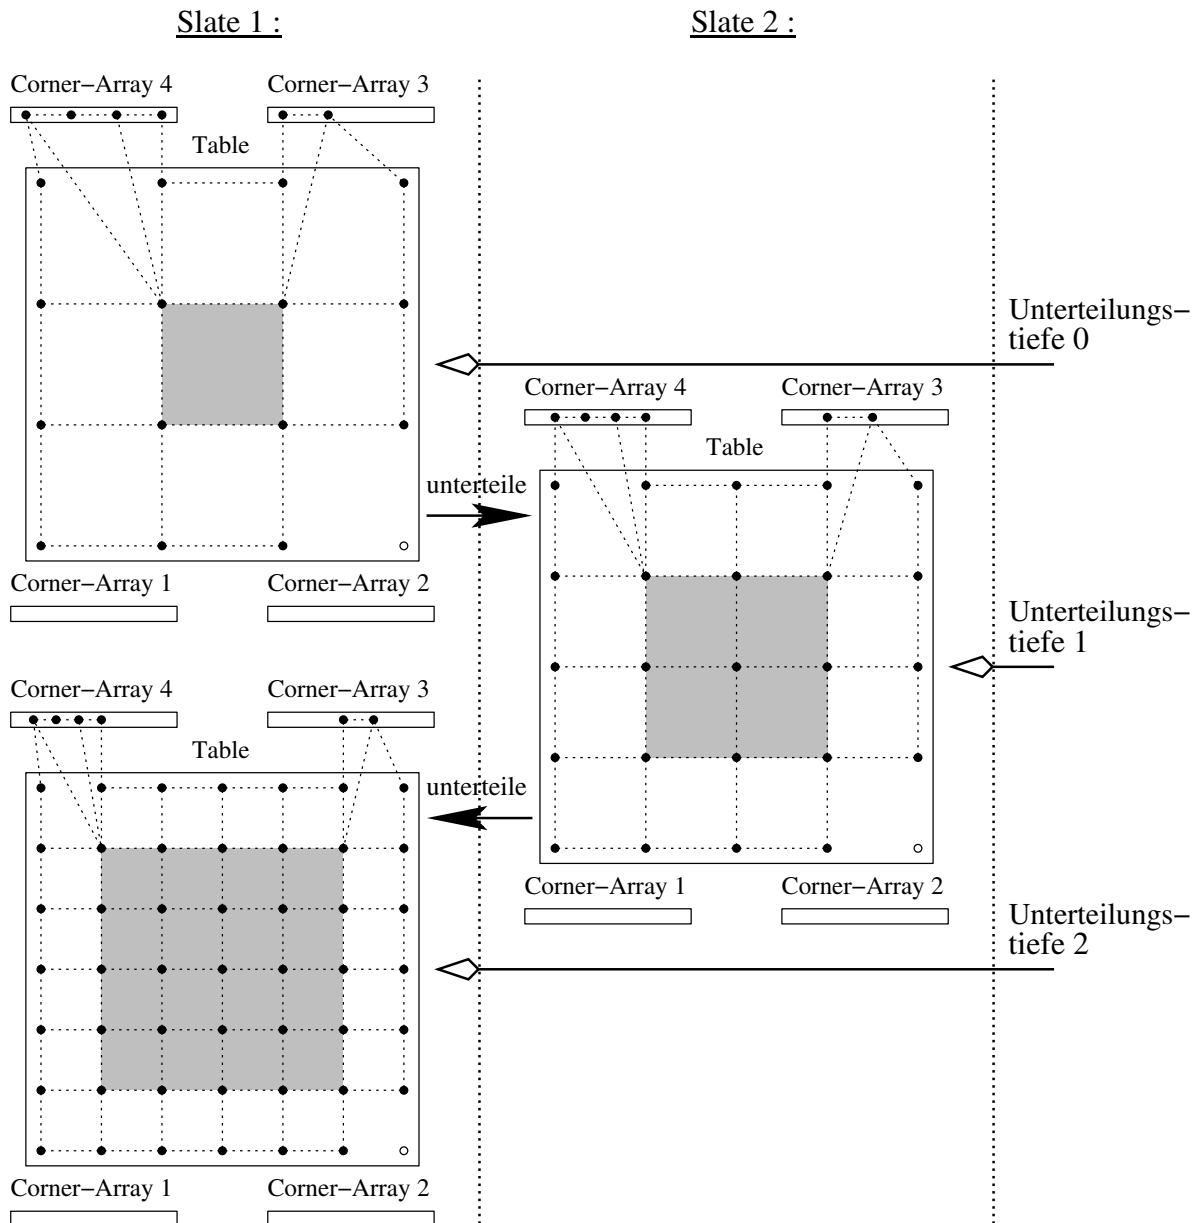 Slate 1 :
Slate 2 :
Corner−Array 4
Corner−Array 3
Table
Unterteilungs−
tiefe 0
Corner−Array 4
Corner−Array 3
Table
unterteile
Corner−Array 1
Corner−Array 2
Unterteilungs−
tiefe 1
Corner−Array 4
Corner−Array 3
Table
unterteile
Corner−Array 1
Corner−Array 2
Unterteilungs−
tiefe 2
Corner−Array 1
Corner−Array 2